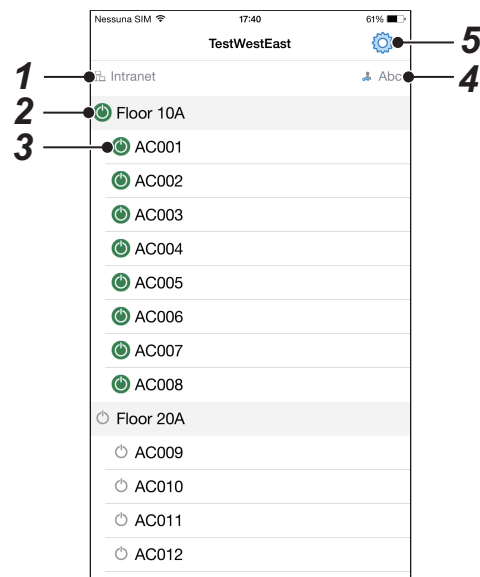 Nessuna SIM 17:40 61%
TestWestEast 5
1 Intranet Abc 4
2 Floor 10A
3 AC001
AC002
AC003
AC004
AC005
AC006
AC007
AC008
Floor 20A
AC009
AC010
AC011
AC012